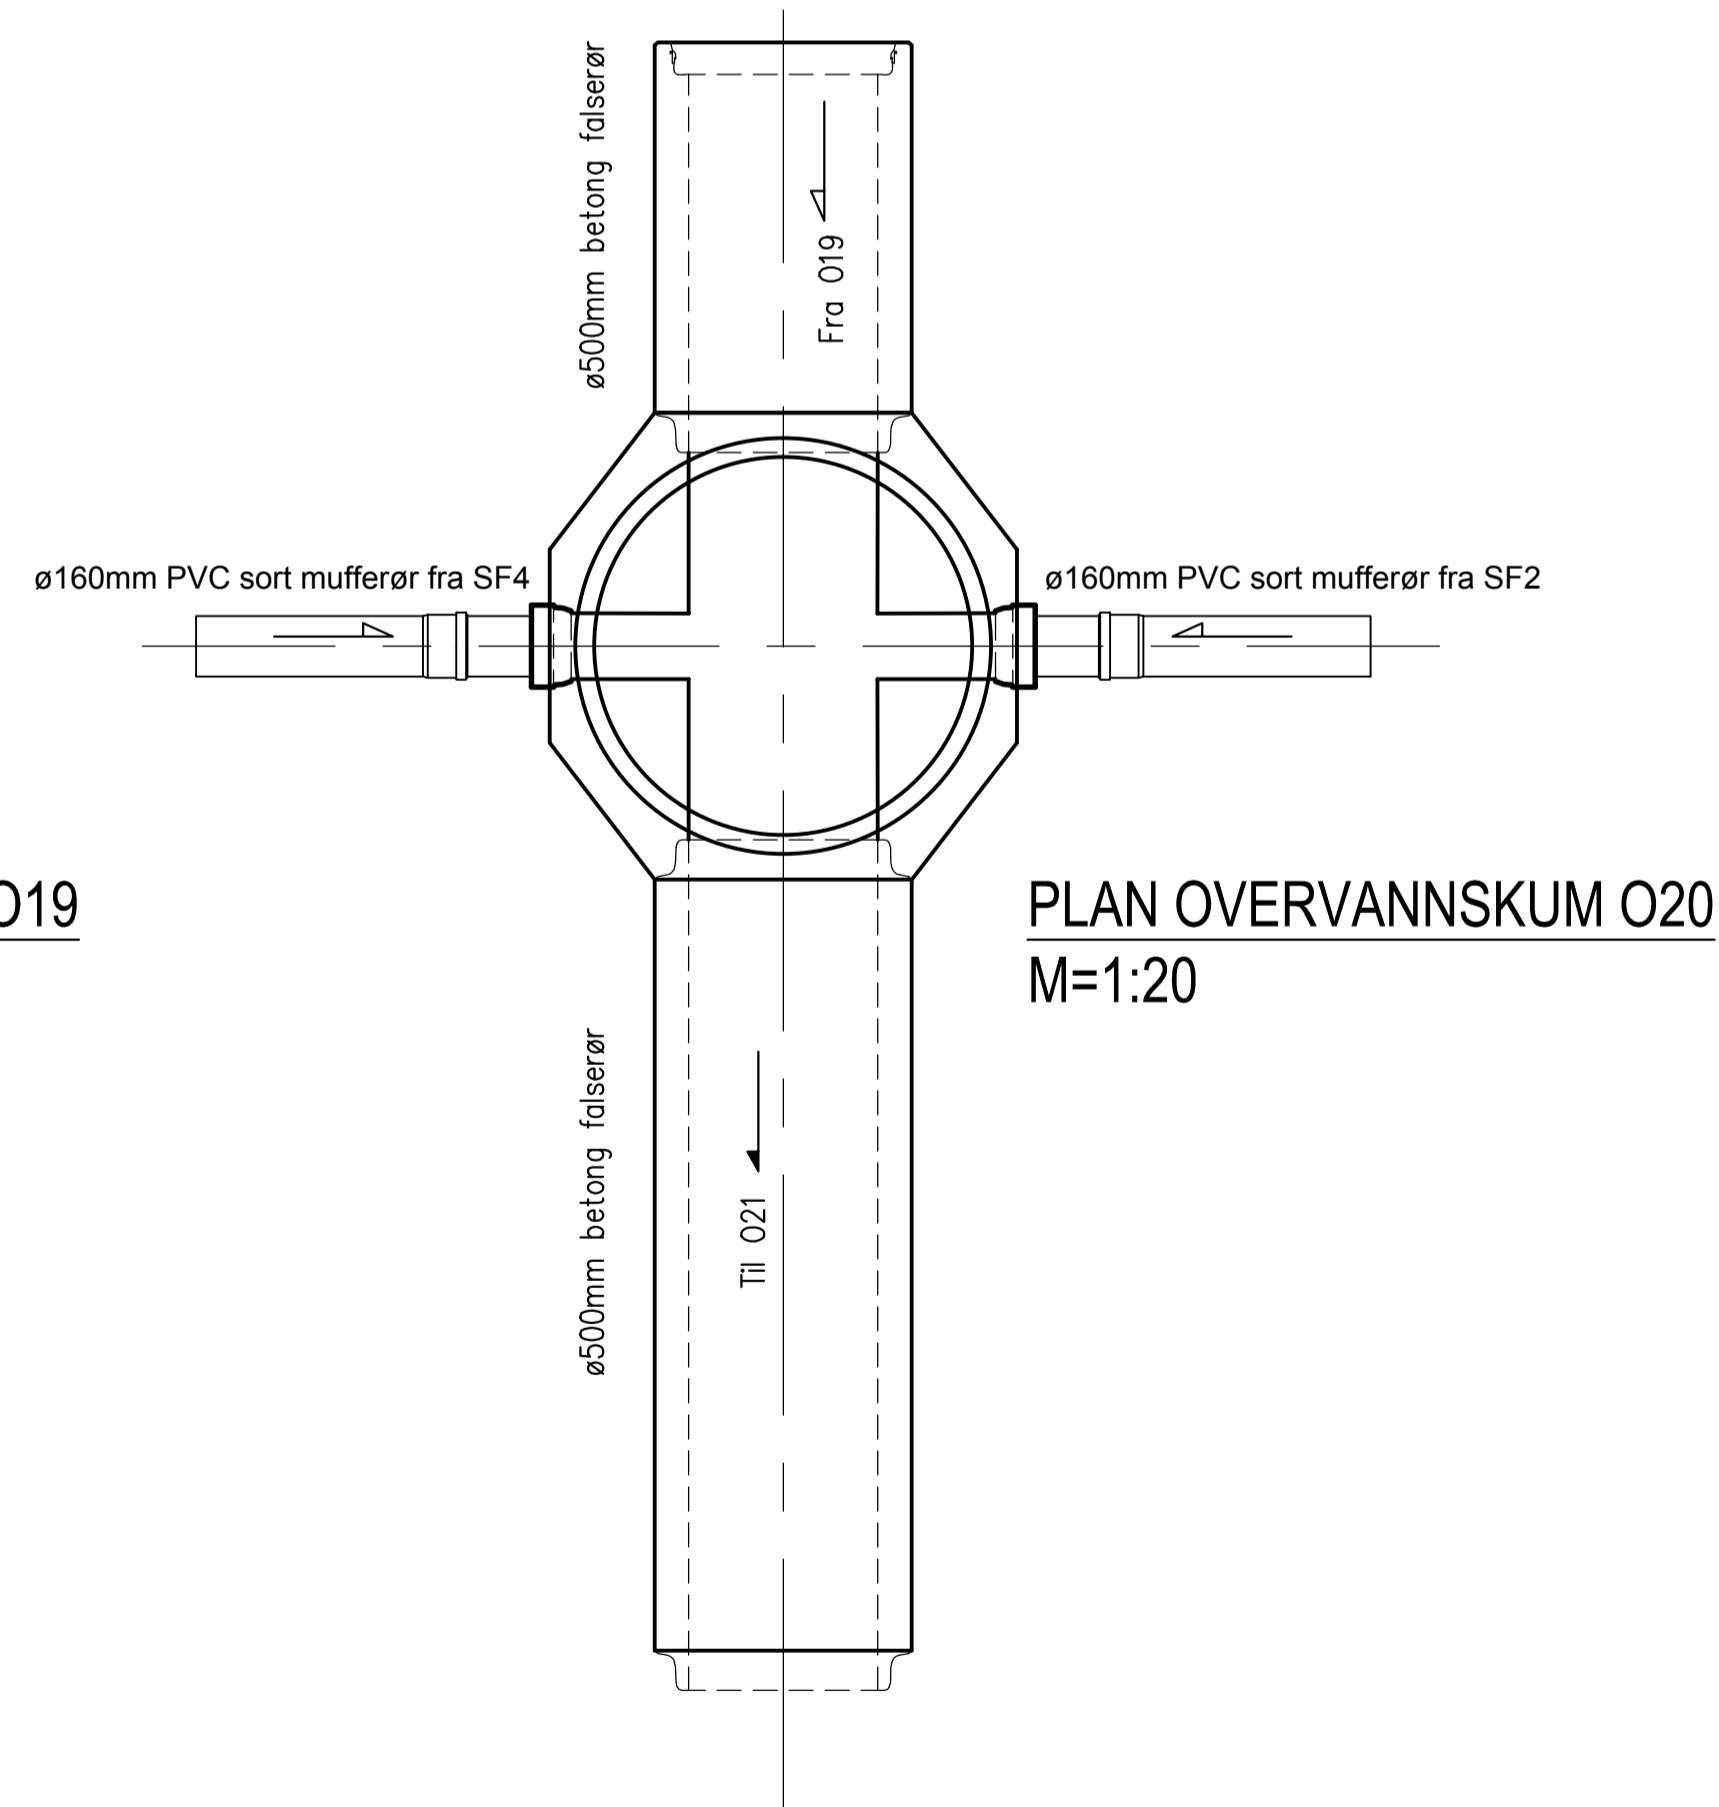 ø500mm betong falserør
Fra O19
ø160mm PVC sort mufferør fra SF4
ø160mm PVC sort mufferør fra SF2
O19
PLAN OVERVANNSKUM O20
M=1:20
ø500mm betong falserør
Til O21